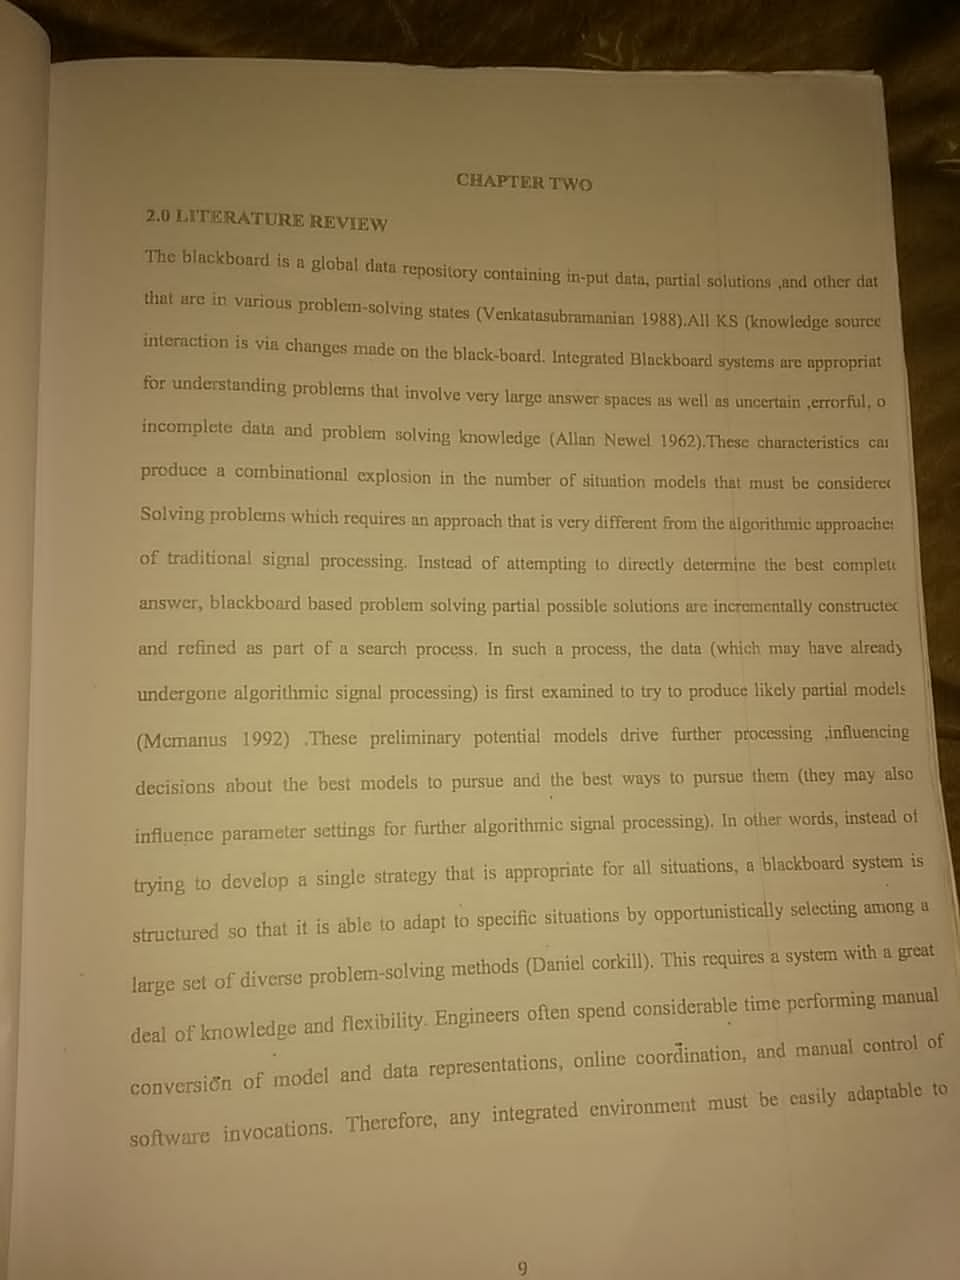 CHAPTER TWO
2.0 LITERATURE REVIEW
The blackboard is a global data repository containing in-put data, partial solutions ,and other dat
that are in various problem-solving states (Venkatasubramanian 1988).All KS (knowledge source
interaction is via changes made on the black-board. Integrated Blackboard systems are appropriat
for understanding problems that involve very large answer spaces as well as uncertain ,errorful, o
incomplete data and problem solving knowledge (Allan Newel 1962).These characteristics can
produce a combinational explosion in the number of situation models that must be considered
Solving problems which requires an approach that is very different from the algorithmic approaches
of traditional signal processing. Instead of attempting to directly determine the best complete
answer, blackboard based problem solving partial possible solutions are incrementally constructed
and refined as part of a search process. In such a process, the data (which may have already
undergone algorithmic signal processing) is first examined to try to produce likely partial models
(Mcmanus 1992) .These preliminary potential models drive further processing ,influencing
decisions about the best models to pursue and the best ways to pursue them (they may also
influence parameter settings for further algorithmic signal processing). In other words, instead of
trying to develop a single strategy that is appropriate for all situations, a blackboard system is
structured so that it is able to adapt to specific situations by opportunistically selecting among a
large set of diverse problem-solving methods (Daniel corkill). This requires a system with a great
deal of knowledge and flexibility. Engineers often spend considerable time performing manual
conversion of model and data representations, online coordination, and manual control of
software invocations. Therefore, any integrated environment must be easily adaptable to
9